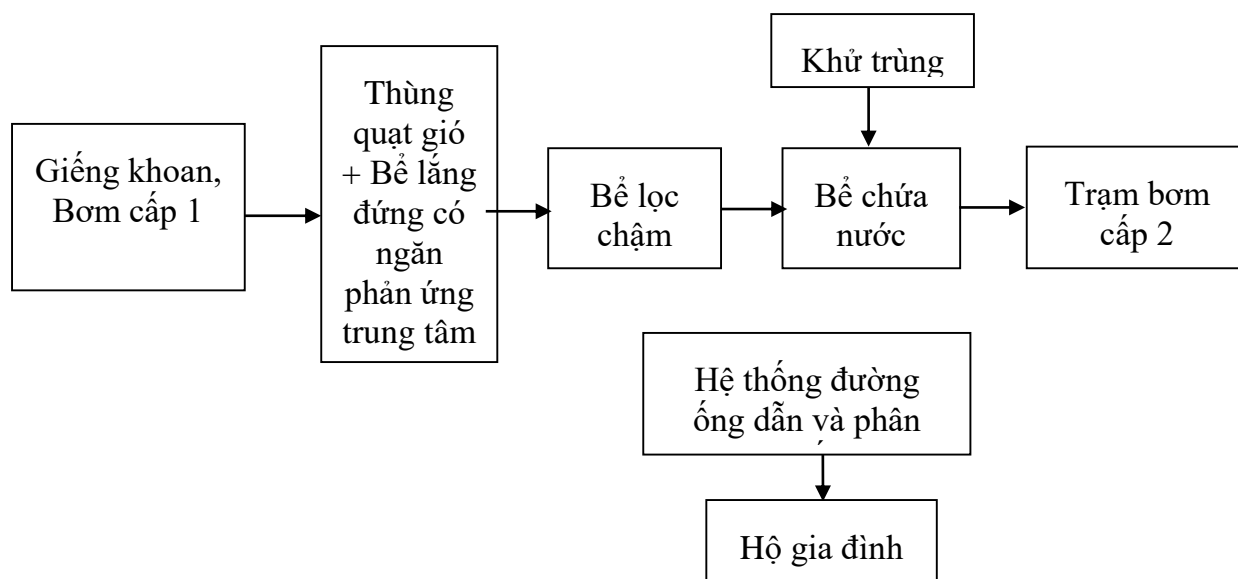 Giếng khoan,
Bơm cấp 1
Thùng
quạt gió
+ Bể lắng
đứng có
ngăn
phản ứng
trung tâm
Bể lọc
chậm
Khử trùng
Bể chứa
nước
Trạm bơm
cấp 2
Hệ thống đường
ống dẫn và phân
Hộ gia đình